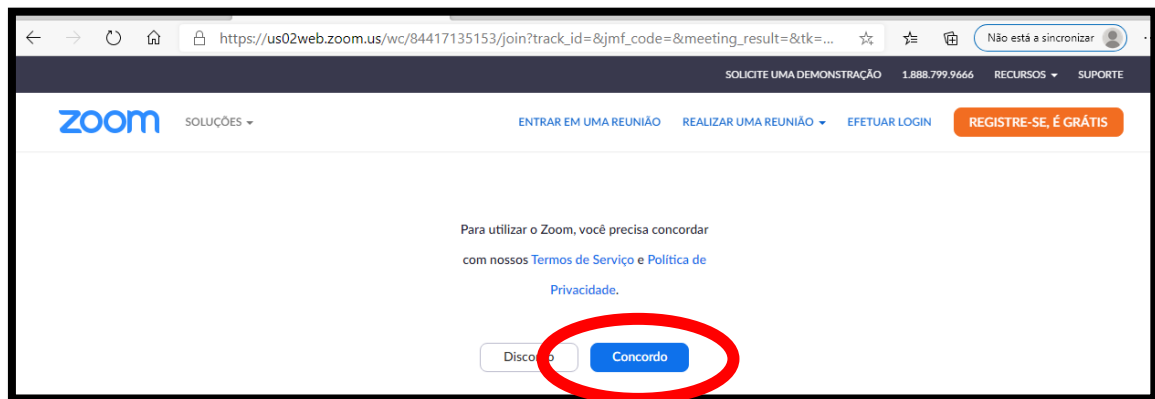 https://us02web.zoom.us/wc/84417135153/join?track_id=&jmf_code=&meeting_result=&tk=... Não está a sincronizar
SOLICITE UMA DEMONSTRAÇÃO 1.888.799.9666 RECURSOS SUPORTE
zoom SOLUÇÕES ENTRAR EM UMA REUNIÃO REALIZAR UMA REUNIÃO EFETUAR LOGIN REGISTRE-SE, É GRÁTIS
Para utilizar o Zoom, você precisa concordar
com nossos Termos de Serviço e Política de
Privacidade.
Discordo Concordo